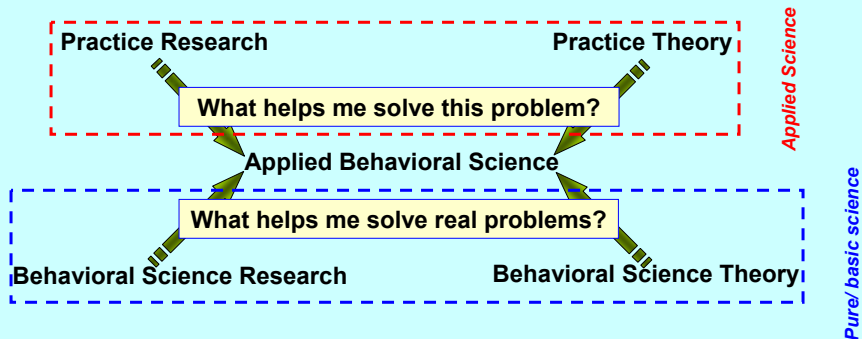 Practice Research
Practice Theory
Applied Science
What helps me solve this problem?
Applied Behavioral Science
What helps me solve real problems?
Behavioral Science Research
Behavioral Science Theory
Pure/ basic science